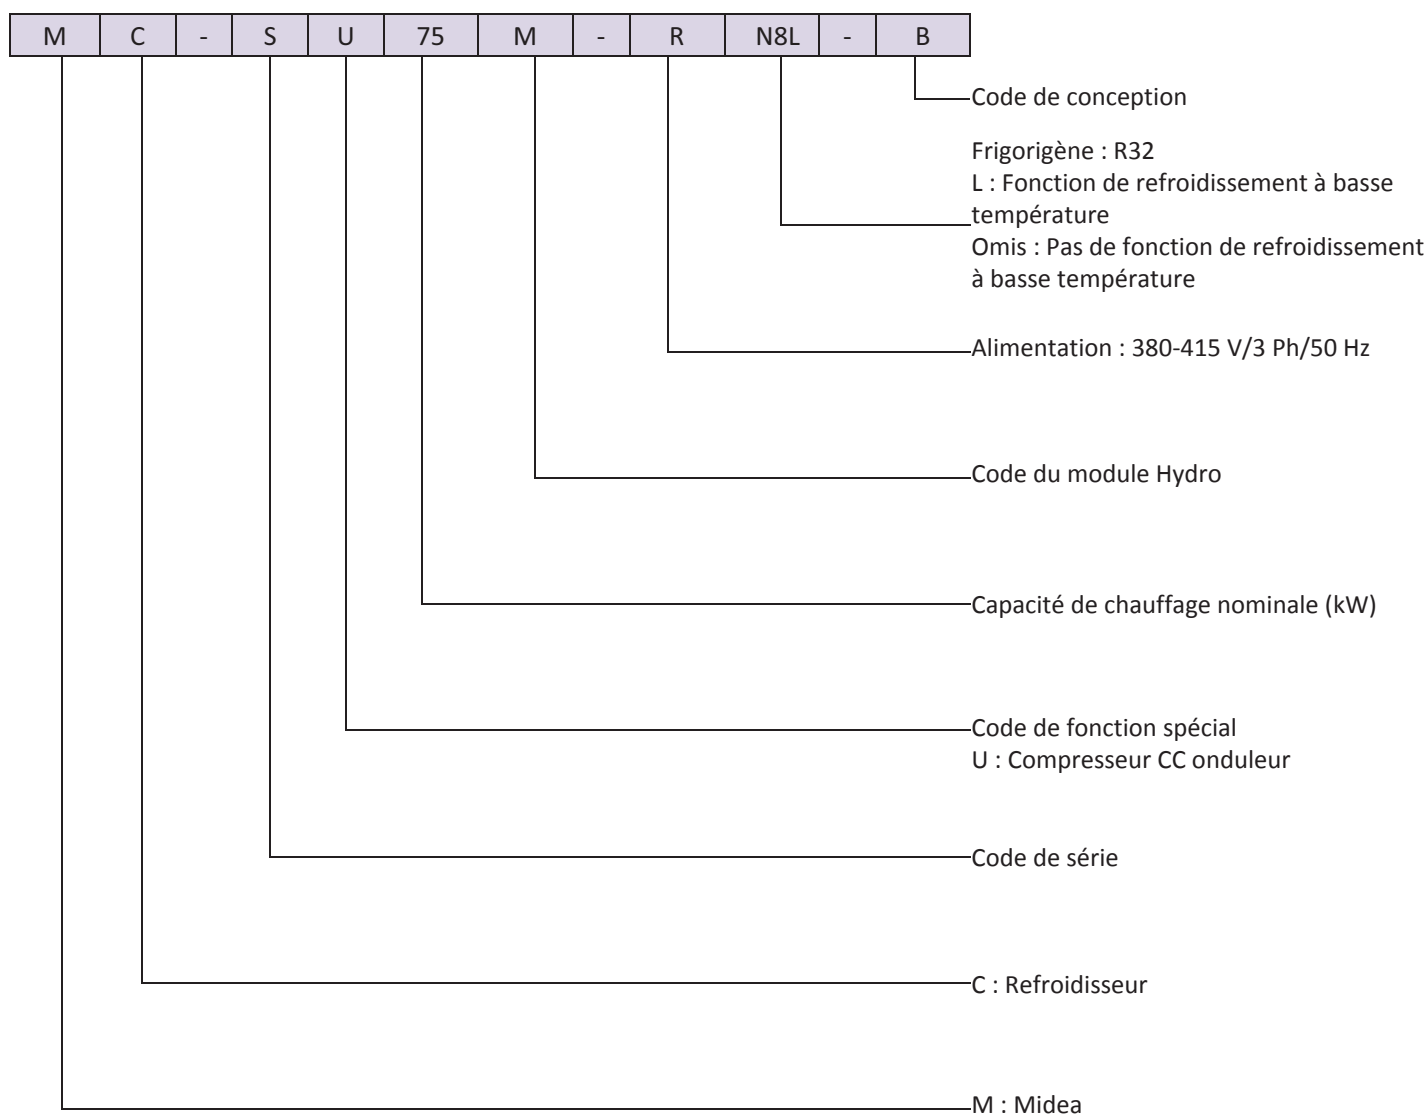 M C - S U 75 M - R N8L - B
Code de conception
Frigorigène : R32
L : Fonction de refroidissement à basse
température
Omis : Pas de fonction de refroidissement
à basse température
Alimentation : 380-415 V/3 Ph/50 Hz
Code du module Hydro
Capacité de chauffage nominale (kW)
Code de fonction spécial
U : Compresseur CC onduleur
Code de série
C : Refroidisseur
M : Midea